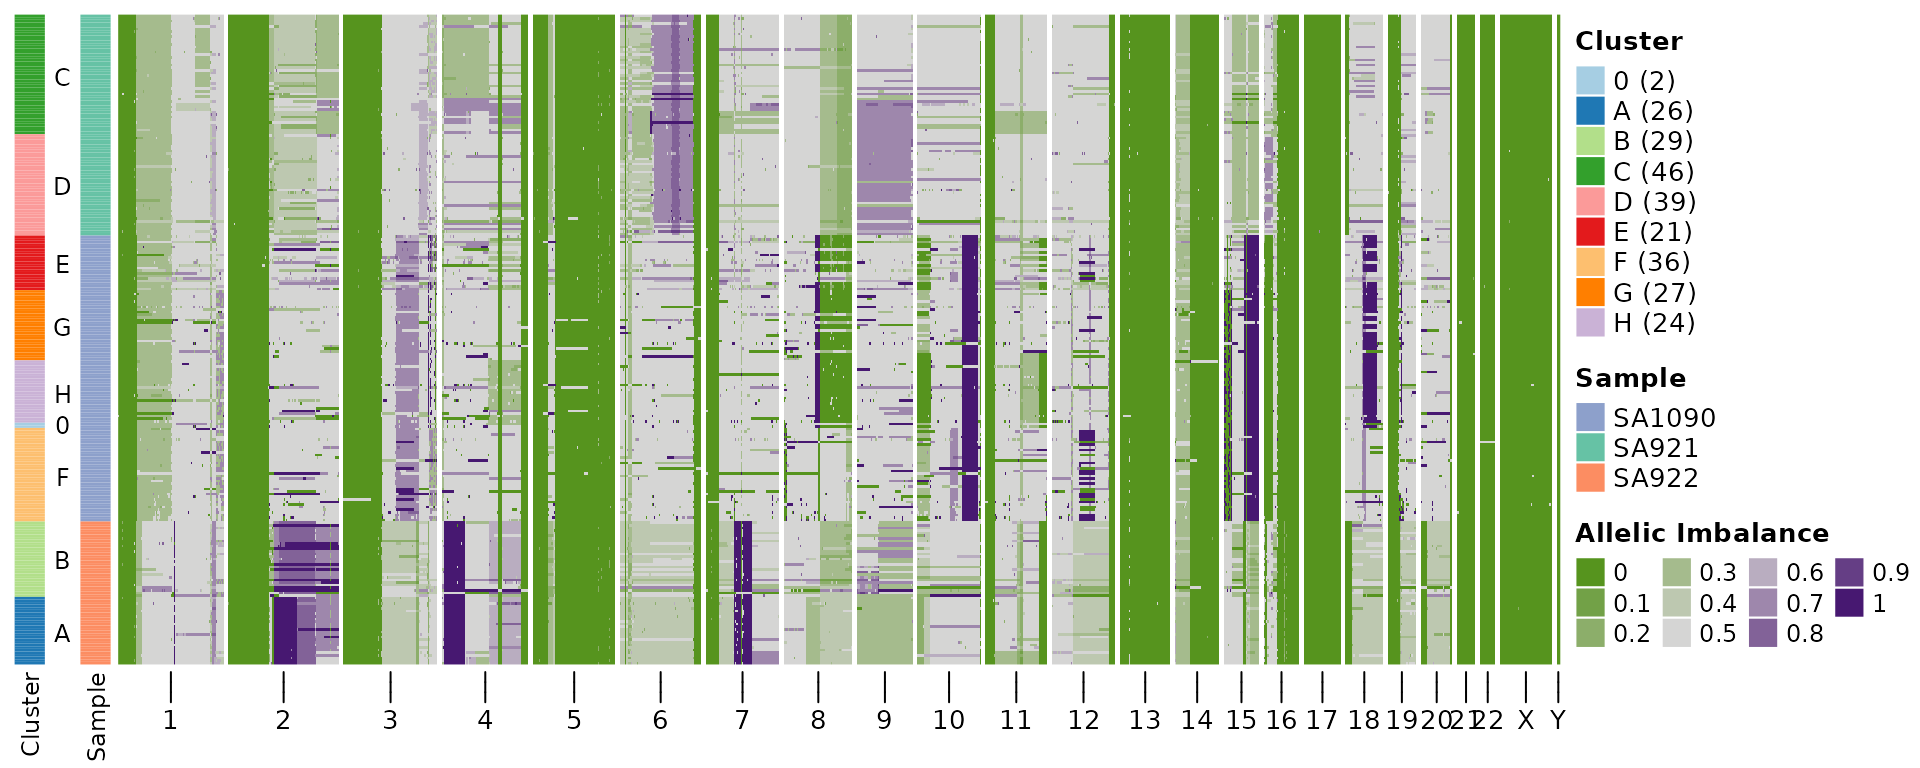 C
D
E
G
H
0
F
B
A
Cluster
Sample
1
2
3
4
5
6
7
8
9
10
11
12
13
14
15
16
17
18
19
20
21
22
X
Y
Cluster
0 (2)
A (26)
B (29)
C (46)
D (39)
E (21)
F (36)
G (27)
H (24)
Sample
SA1090
SA921
SA922
Allelic Imbalance
0
0.1
0.2
0.3
0.4
0.5
0.6
0.7
0.8
0.9
1